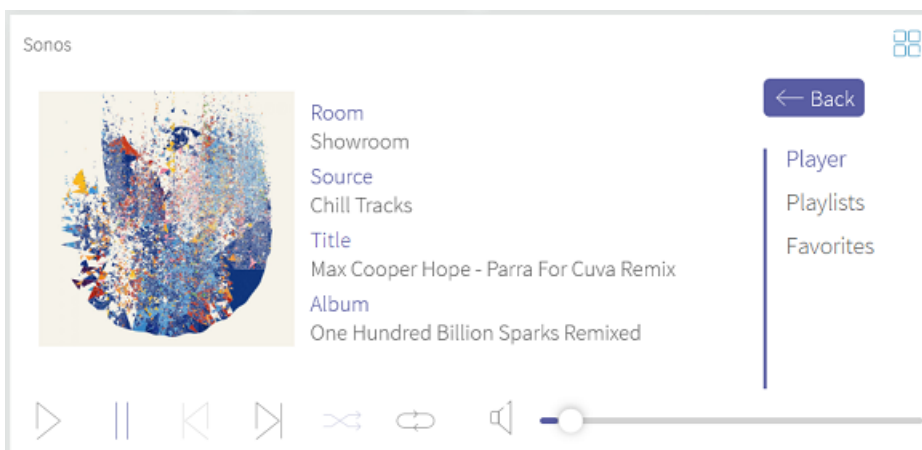 Sonos
Room
Showroom
Source
Chill Tracks
Title
Max Cooper Hope - Parra For Cuva Remix
Album
One Hundred Billion Sparks Remixed
Back
Player
Playlists
Favorites